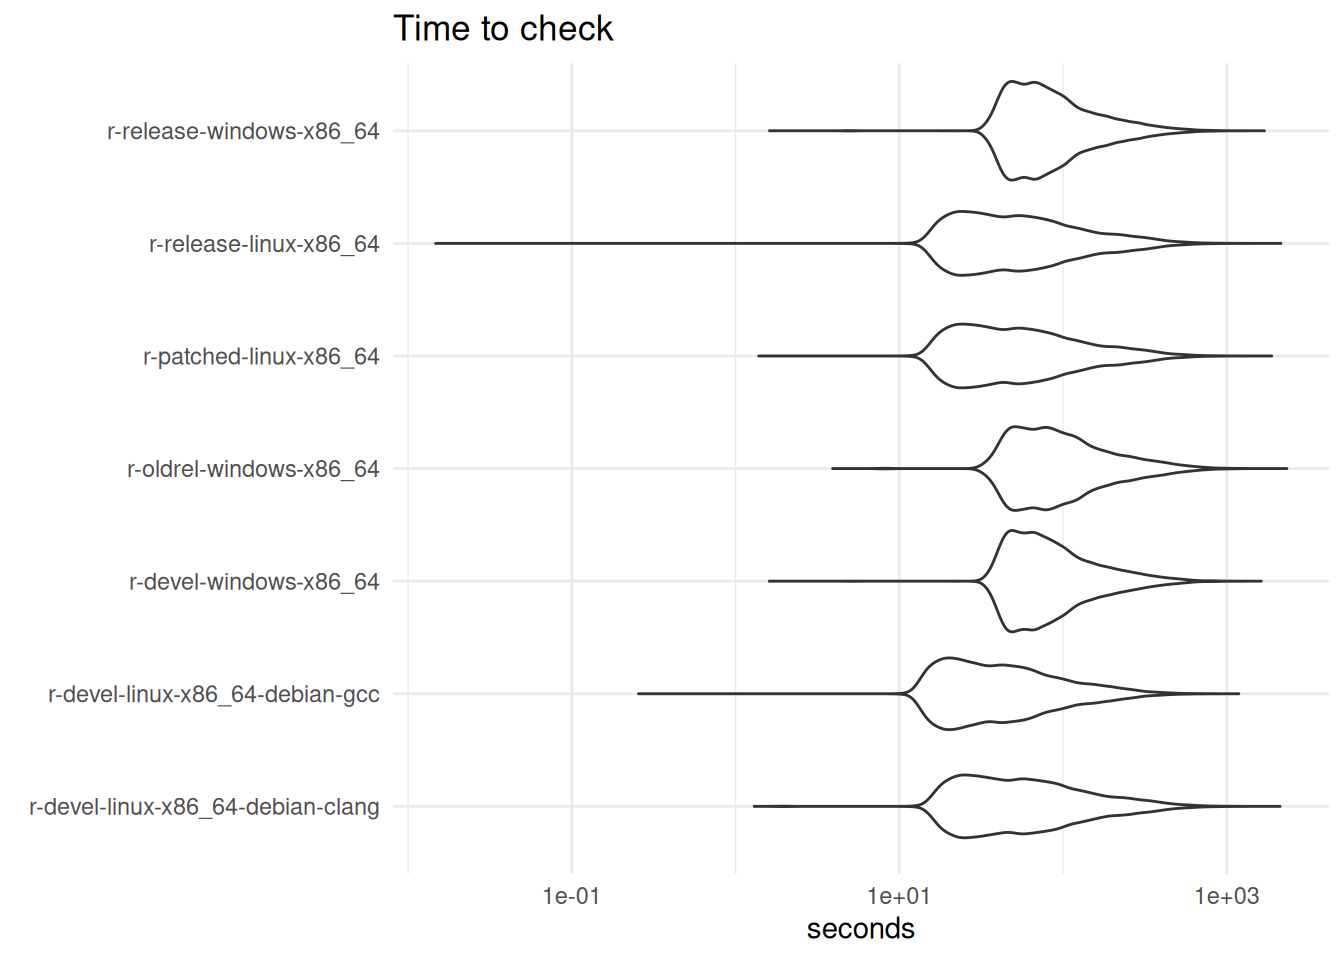 Time to check
r-release-windows-x86_64
r-release-linux-x86_64
r-patched-linux-x86_64
r-oldrel-windows-x86_64
r-devel-windows-x86_64
r-devel-linux-x86_64-debian-gcc
r-devel-linux-x86_64-debian-clang
1e-01 1e+01 1e+03
seconds